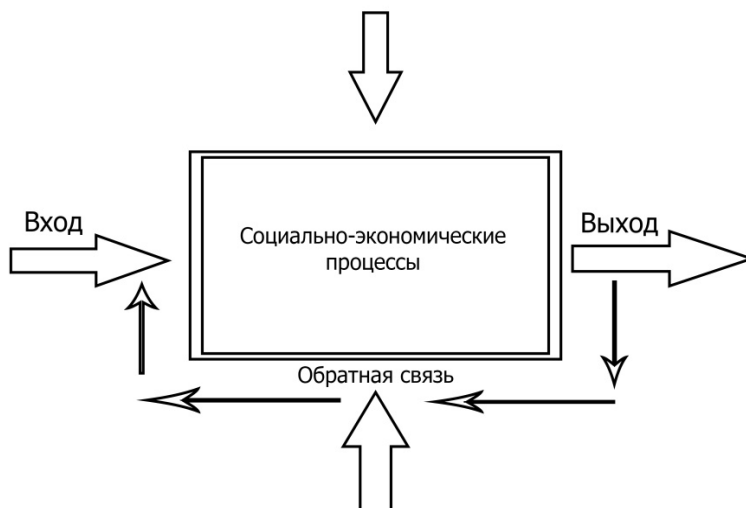 Вход
Социально-экономические
процессы
Выход
Обратная связь